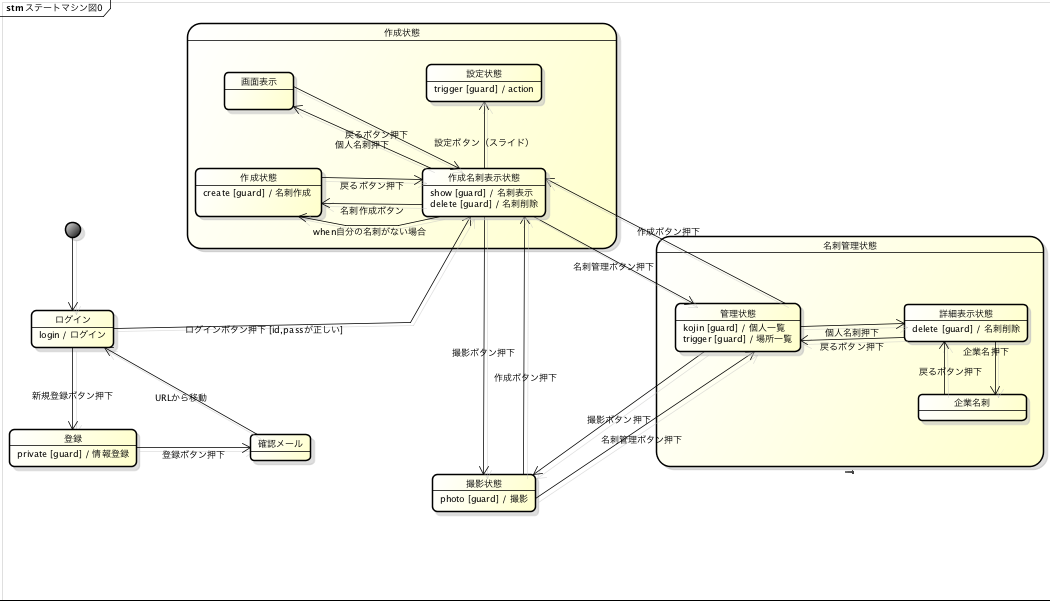 stm ステートマシン図0
作成状態
画面表示
設定状態
trigger [guard] / action
戻るボタン押下
個人名刺押下
設定ボタン（スライド）
作成状態
create [guard] / 名刺作成
戻るボタン押下
名刺作成ボタン
作成名刺表示状態
show [guard] / 名刺表示
delete [guard] / 名刺削除
when自分の名刺がない場合
作成ボタン押下
名刺管理ボタン押下
名刺管理状態
管理状態
kojin [guard] / 個人一覧
trigger [guard] / 場所一覧
個人名刺押下
戻るボタン押下
詳細表示状態
delete [guard] / 名刺削除
企業名押下
戻るボタン押下
企業名刺
ログイン
login / ログイン
ログインボタン押下 [id,passが正しい]
撮影ボタン押下
作成ボタン押下
新規登録ボタン押下
URLから移動
撮影ボタン押下
名刺管理ボタン押下
登録
private [guard] / 情報登録
登録ボタン押下
確認メール
撮影状態
photo [guard] / 撮影